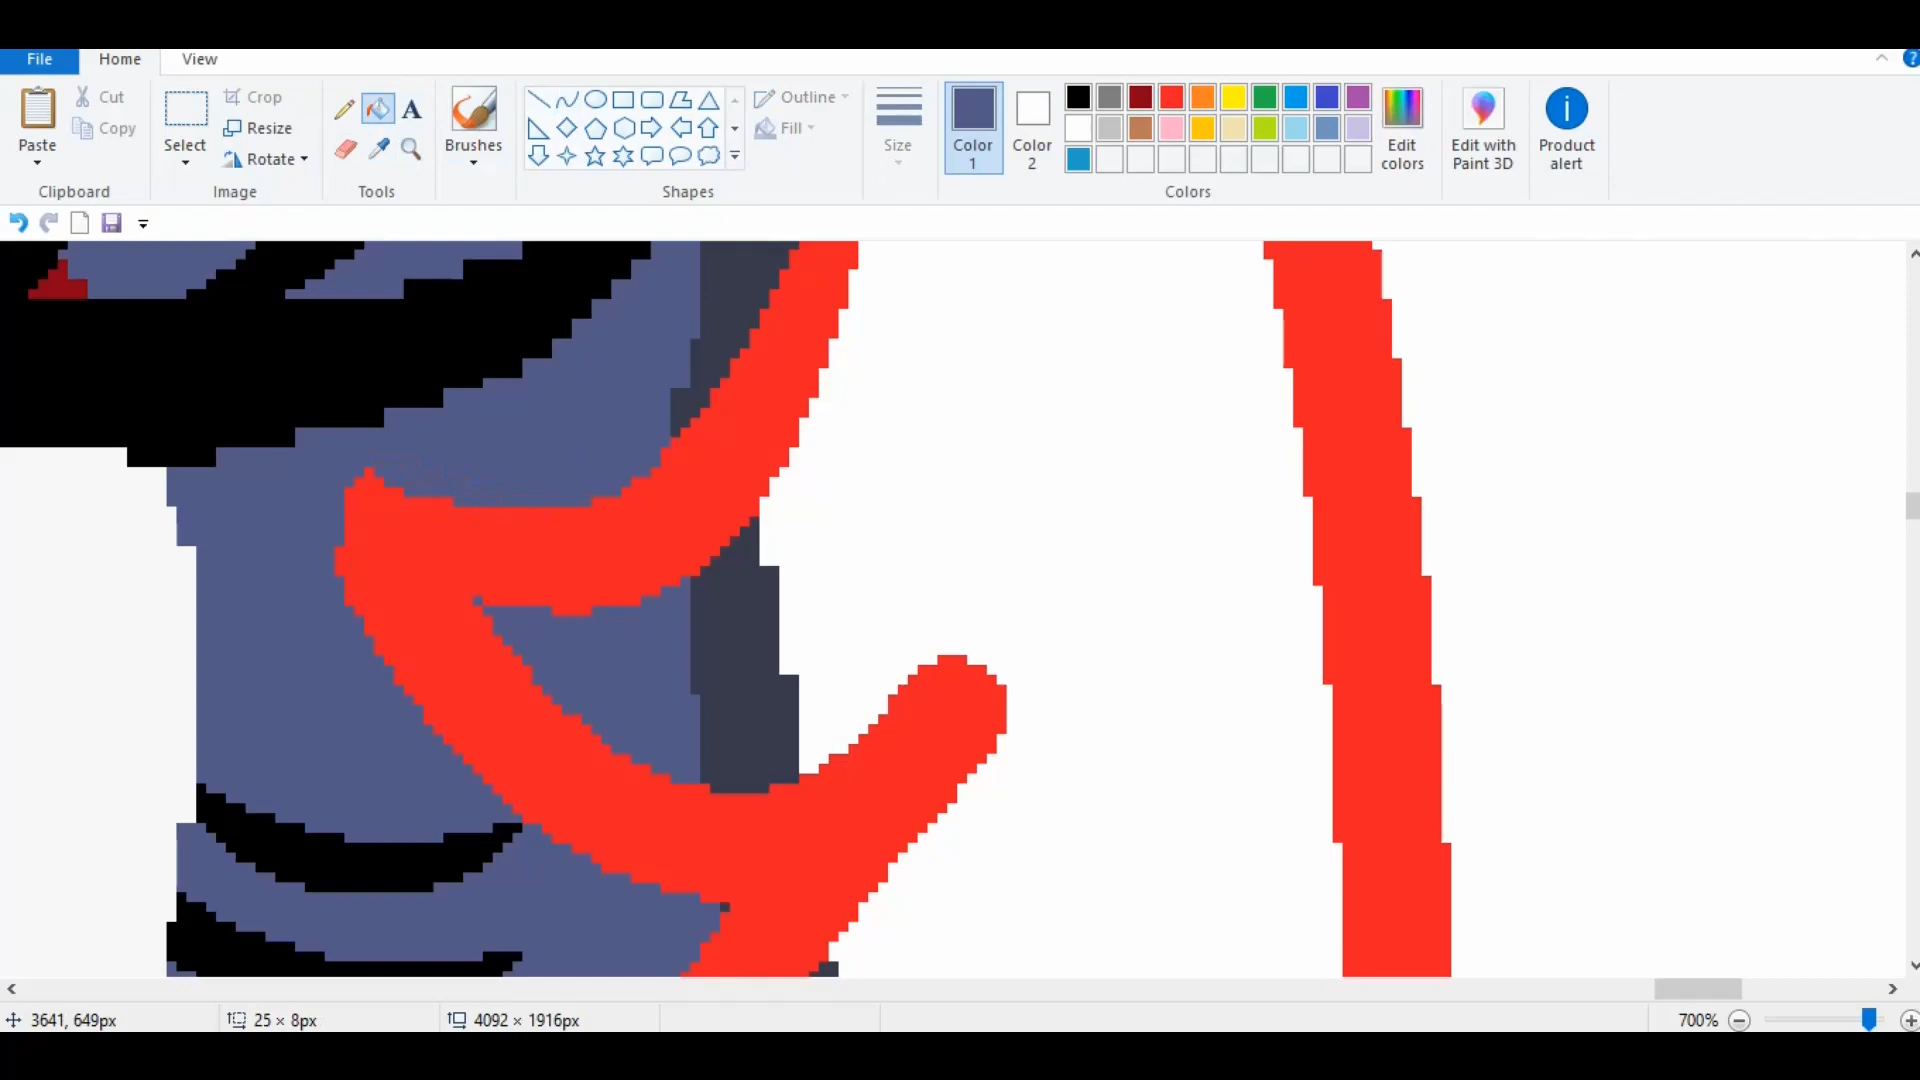 File Home View
Paste
Cut
Copy
Clipboard
Select
Crop
Resize
Rotate
Image
A
Tools
Brushes
Outline
Fill
Shapes
Size
Color
1
Color
2
Edit
colors
Colors
Edit with
Paint 3D
Product
alert
3641, 649px
25 × 8px
4092 × 1916px
700%